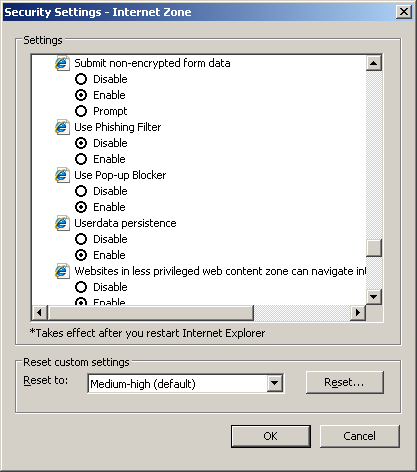 Security Settings - Internet Zone
Settings
Submit non-encrypted form data
Disable
Enable
Prompt
Use Phishing Filter
Disable
Enable
Use Pop-up Blocker
Disable
Enable
Userdata persistence
Disable
Enable
Websites in less privileged web content zone can navigate
Disable
Enable
*Takes effect after you restart Internet Explorer
Reset custom settings
Reset to: Medium-high (default) Reset...
OK Cancel